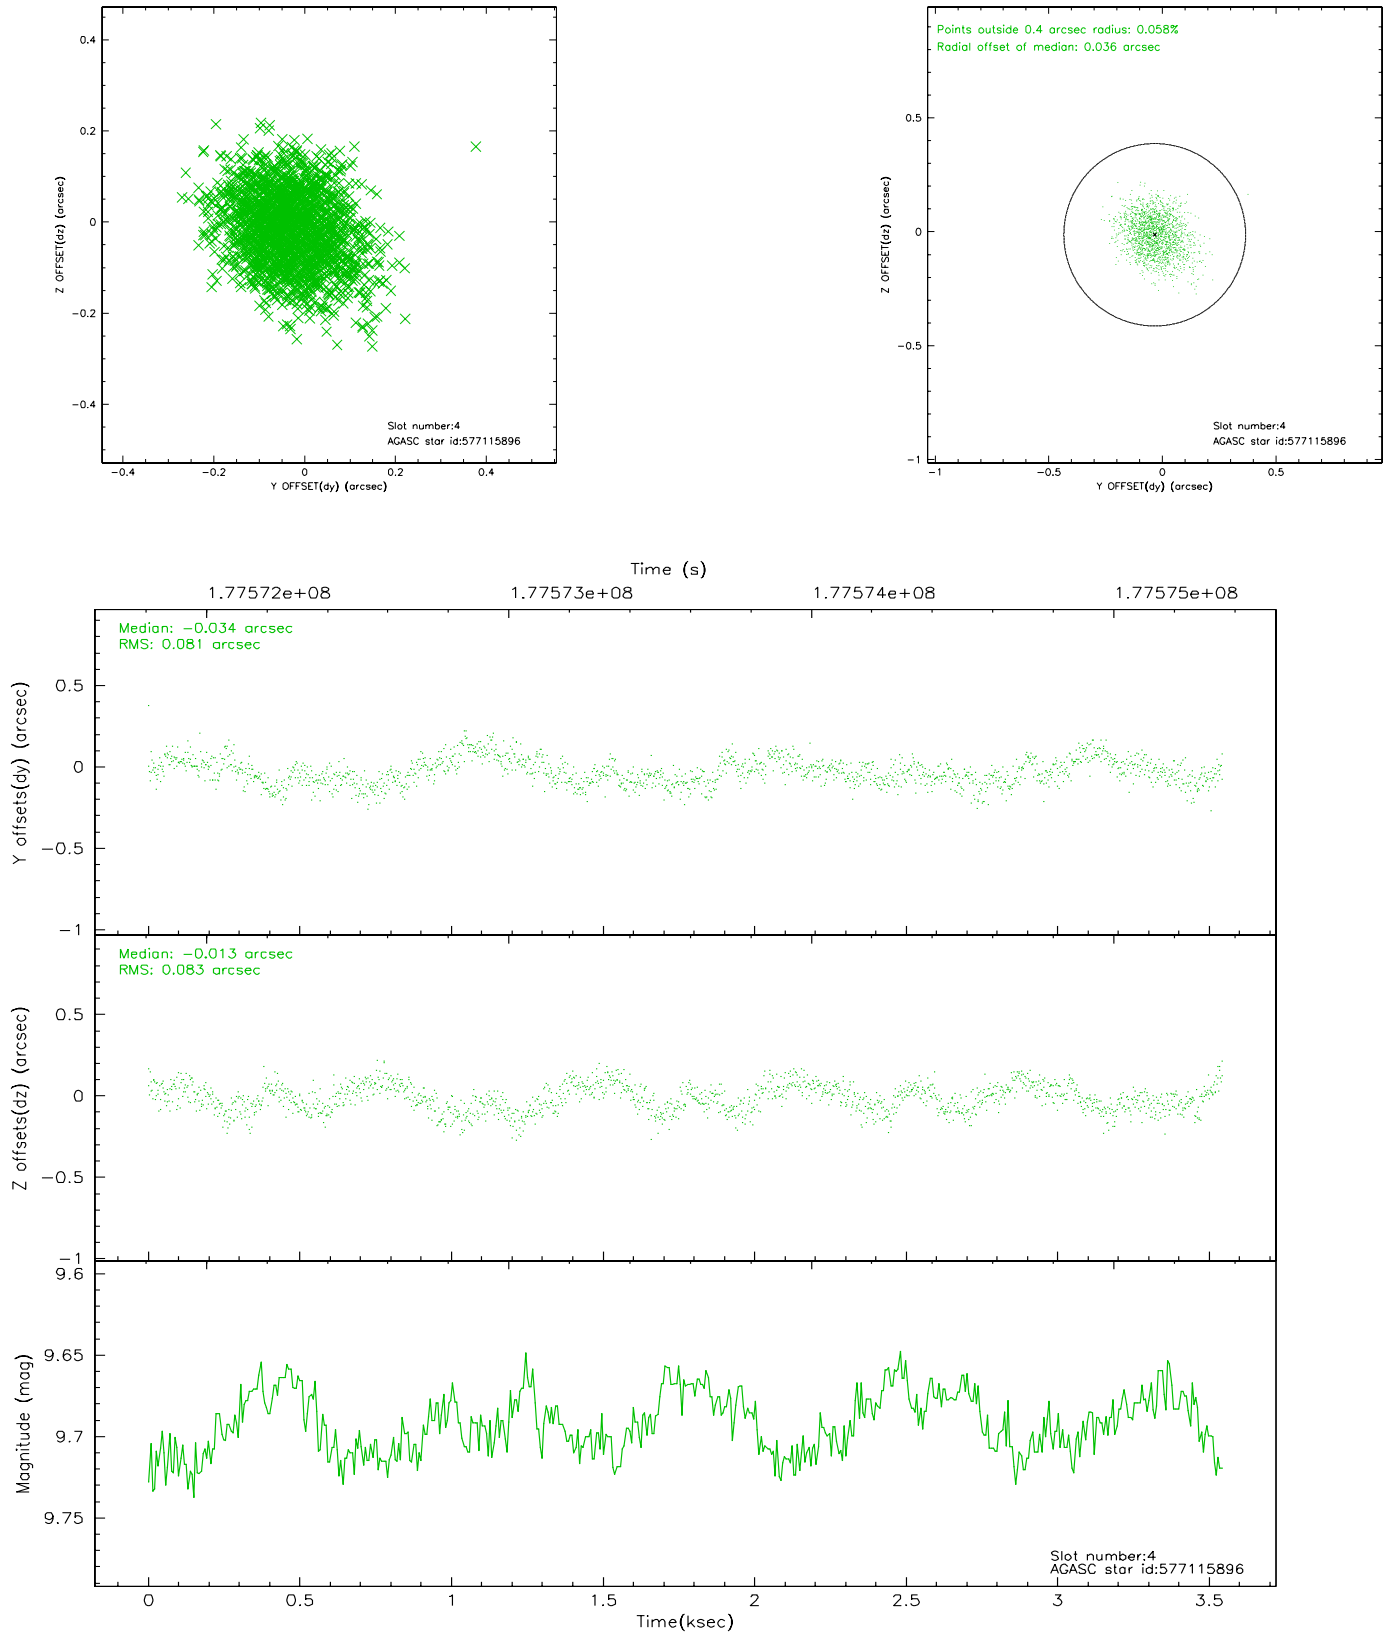 0.4
0.2
0
−0.2
−0.4
Z OFFSET(dz) (arcsec)
Slot number:4
AGASC star id:577115896
−0.4 −0.2 0 0.2 0.4
Y OFFSET(dy) (arcsec)
Points outside 0.4 arcsec radius: 0.058%
Radial offset of median: 0.036 arcsec
0.5
0
−0.5
−1
Z OFFSET(dz) (arcsec)
Slot number:4
AGASC star id:577115896
−1 −0.5 0 0.5
Y OFFSET(dy) (arcsec)
Time (s)
1.77572e+08 1.77573e+08 1.77574e+08 1.77575e+08
Median: −0.034 arcsec
RMS: 0.081 arcsec
0.5
0
−0.5
−1
Y offsets(dy) (arcsec)
Median: −0.013 arcsec
RMS: 0.083 arcsec
0.5
0
−0.5
−1
Z offsets(dz) (arcsec)
9.6
9.65
9.7
9.75
Magnitude (mag)
Slot number:4
AGASC star id:577115896
0 0.5 1 1.5 2 2.5 3 3.5
Time(ksec)